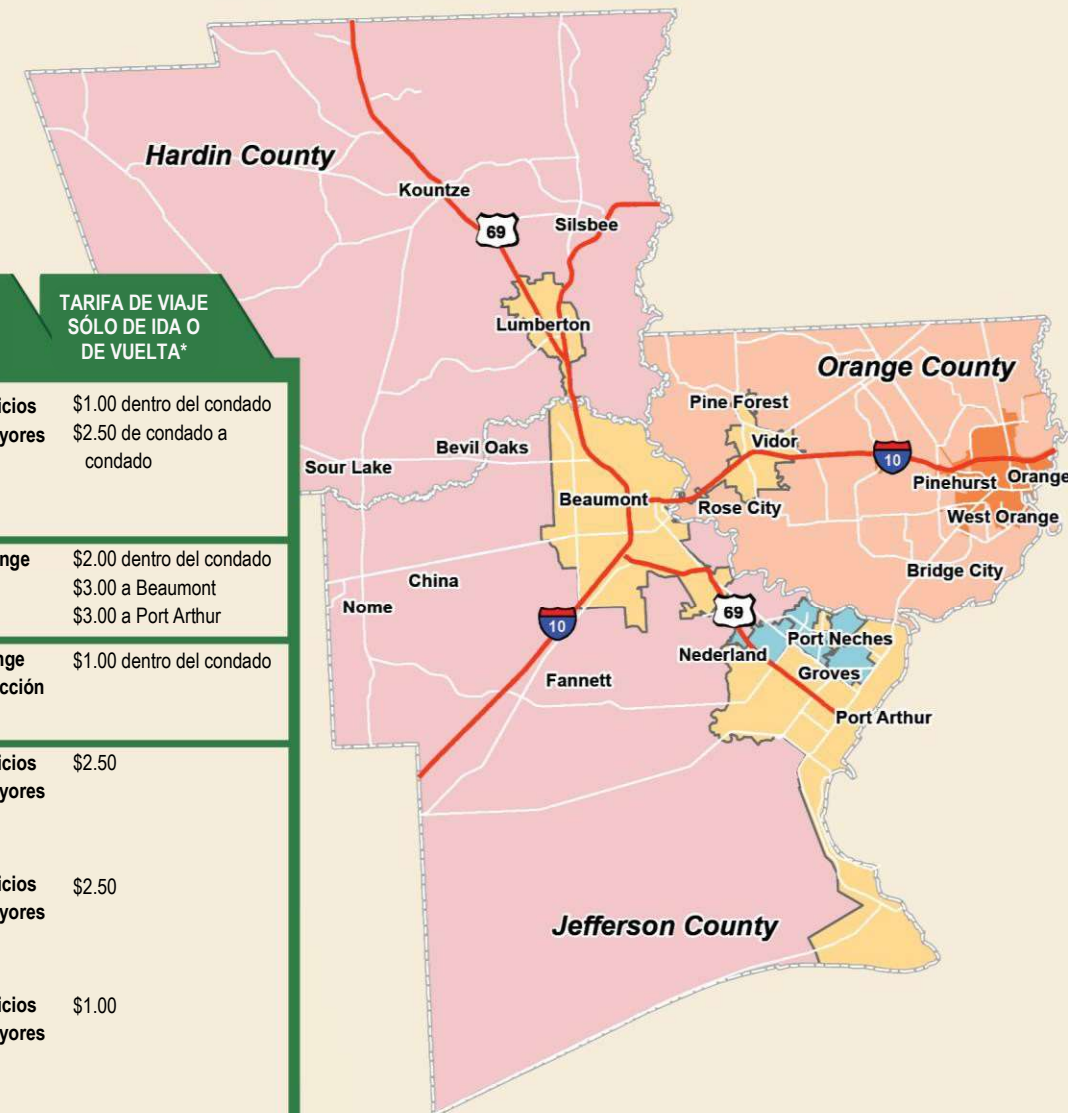 TARIFA DE VIAJE
SÓLO DE IDA O
DE VUELTA*
icios
yores
$1.00 dentro del condado
$2.50 de condado a
condado
nge
$2.00 dentro del condado
$3.00 a Beaumont
$3.00 a Port Arthur
nge
cción
$1.00 dentro del condado
icios
yores
$2.50
icios
yores
$2.50
icios
yores
$1.00
Hardin County
Kountze
69
Silsbee
Lumberton
Orange County
Pine Forest
Vidor
10
Bevil Oaks
Sour Lake
Pinehurst
Orange
Beaumont
Rose City
West Orange
Bridge City
China
Nome
10
69
Port Neches
Nederland
Groves
Fannett
Port Arthur
Jefferson County